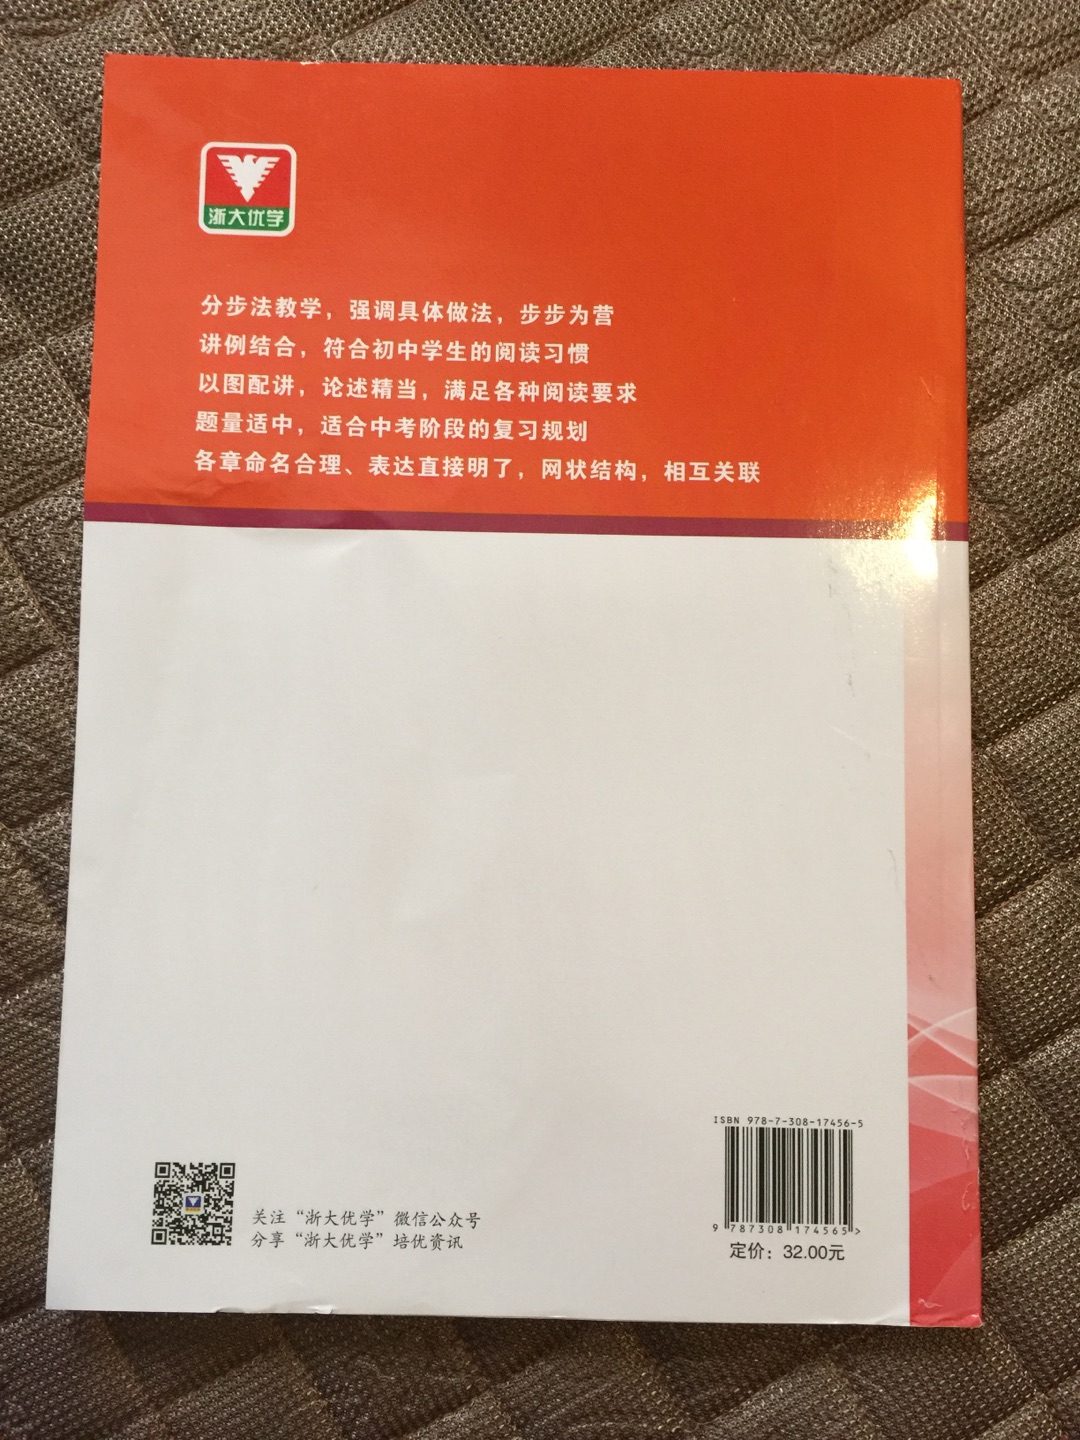 浙大优学
分步法教学，强调具体做法，步步为营
讲例结合，符合初中学生的阅读习惯
以图配讲，论述精当，满足各种阅读要求
题量适中，适合中考阶段的复习规划
各章命名合理、表达直接明了，网状结构，相互关联
ISBN 978-7-308-17456-5
9 787308 174565 >
定价：32.00元
关注“浙大优学”微信公众号
分享“浙大优学”培优资讯